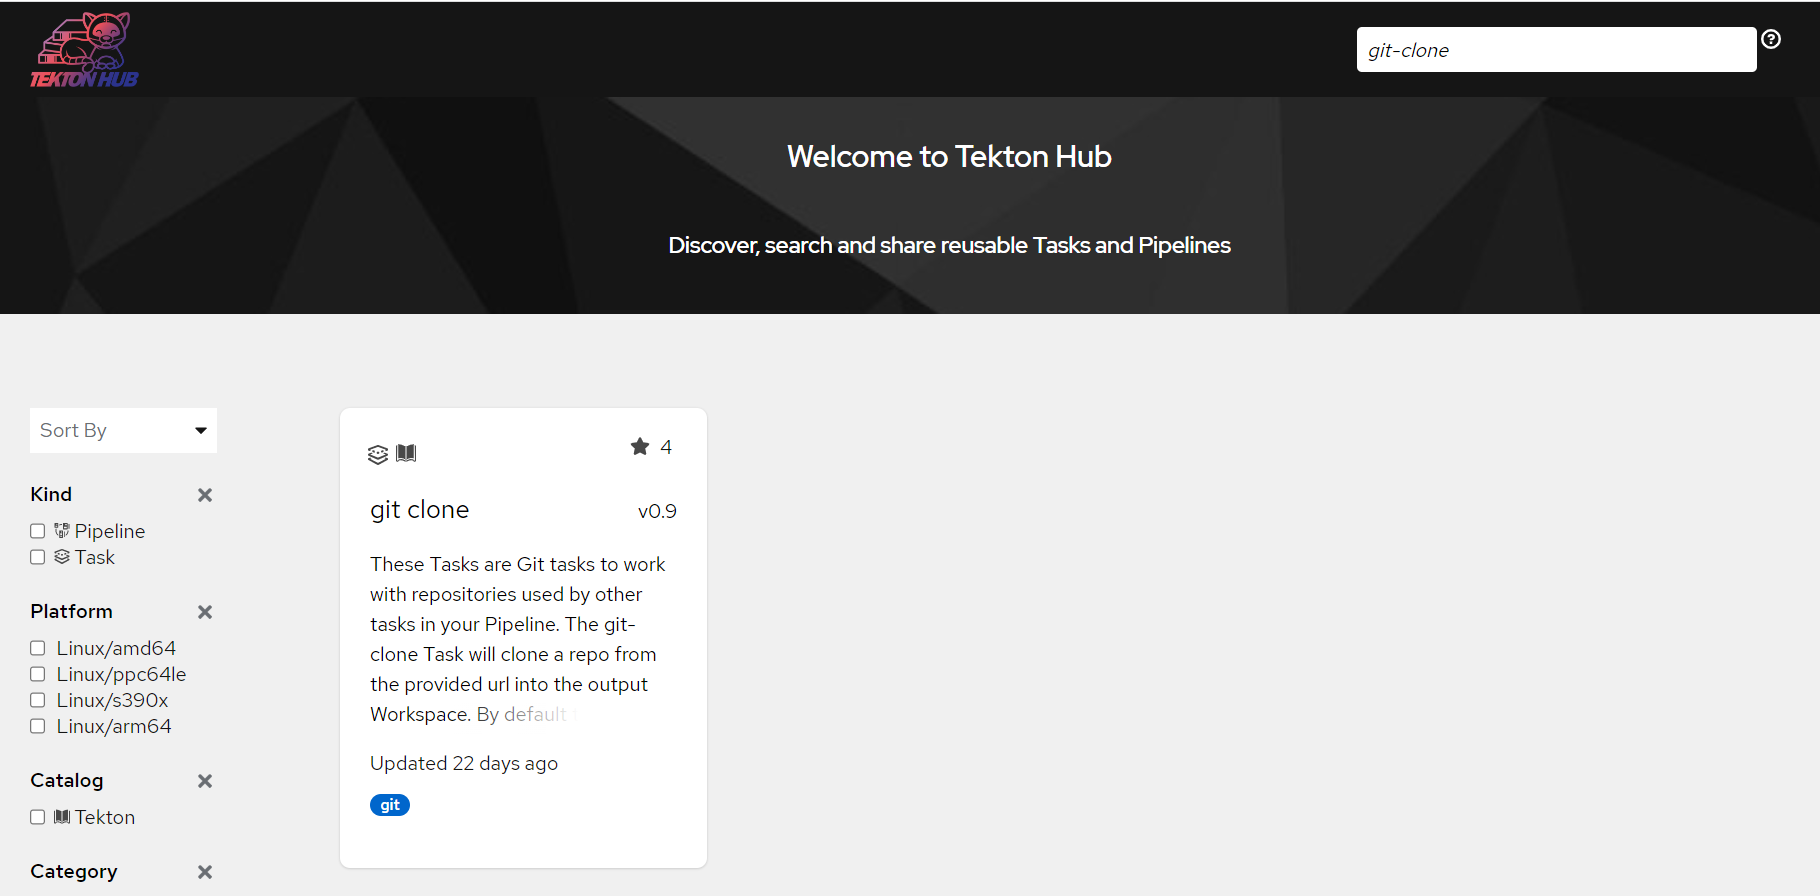 TEKTON HUB
git-clone
Welcome to Tekton Hub
Discover, search and share reusable Tasks and Pipelines
Sort By
Kind
Pipeline
Task
Platform
Linux/amd64
Linux/ppc64le
Linux/s390x
Linux/arm64
Catalog
Tekton
Category
4
git clone
v0.9
These Tasks are Git tasks to work
with repositories used by other
tasks in your Pipeline. The git-
clone Task will clone a repo from
the provided url into the output
Workspace. By default
Updated 22 days ago
git